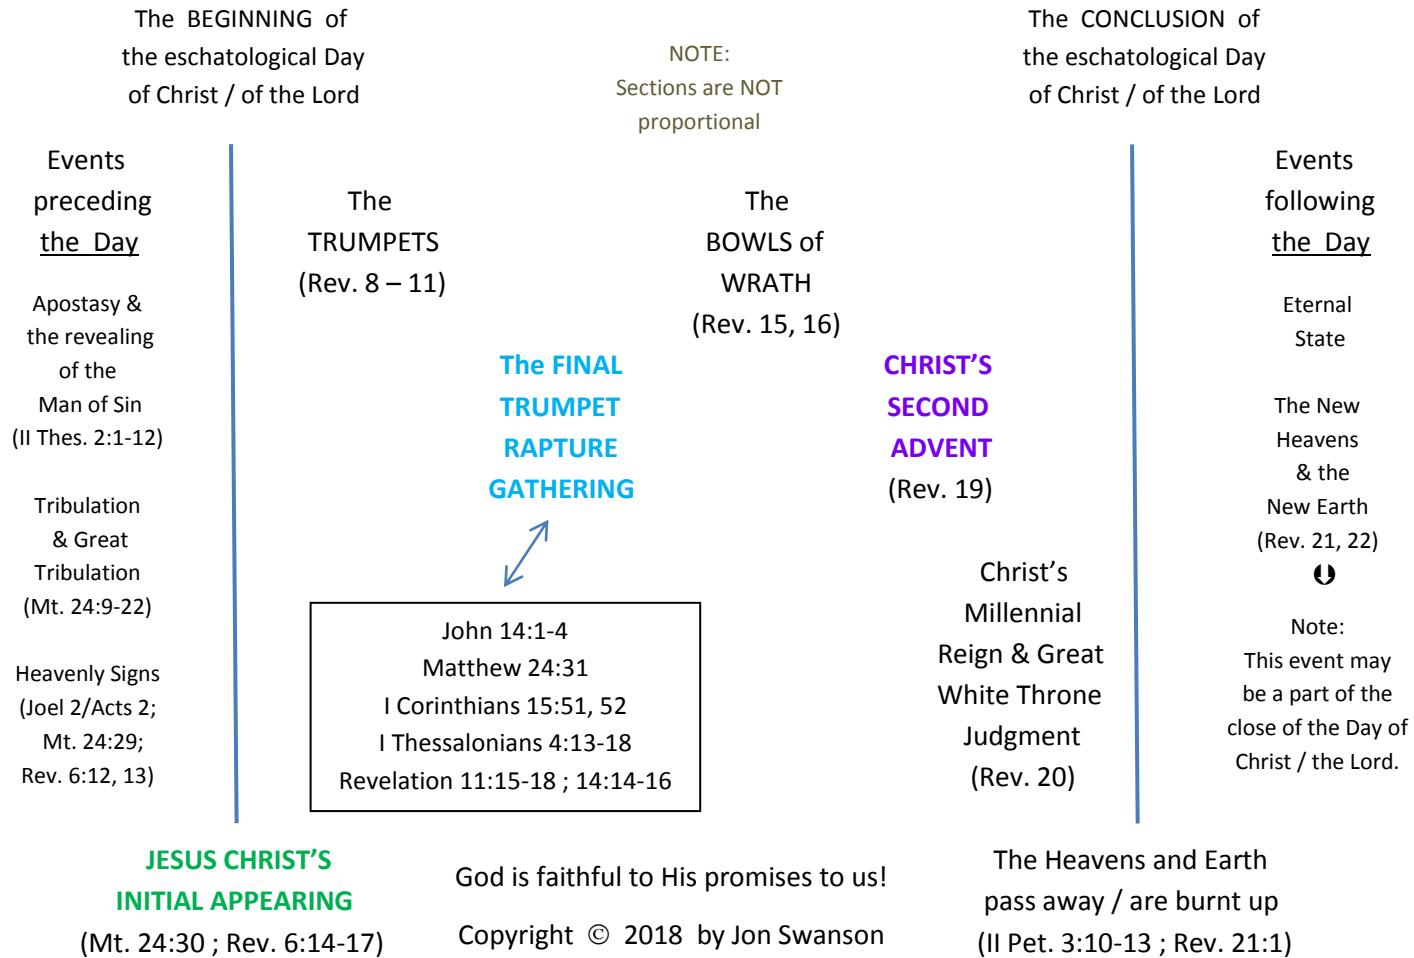 The BEGINNING of
the eschatological Day
of Christ / of the Lord
NOTE:
Sections are NOT
proportional
The CONCLUSION of
the eschatological Day
of Christ / of the Lord
Events
preceding
the Day
Apostasy &
the revealing
of the
Man of Sin
(II Thes. 2:1-12)
Tribulation
& Great
Tribulation
(Mt. 24:9-22)
Heavenly Signs
(Joel 2/Acts 2;
Mt. 24:29;
Rev. 6:12, 13)
The
TRUMPETS
(Rev. 8 – 11)
The FINAL
TRUMPET
RAPTURE
GATHERING
John 14:1-4
Matthew 24:31
I Corinthians 15:51, 52
I Thessalonians 4:13-18
Revelation 11:15-18 ; 14:14-16
The
BOWLS of
WRATH
(Rev. 15, 16)
CHRIST'S
SECOND
ADVENT
(Rev. 19)
Christ's
Millennial
Reign & Great
White Throne
Judgment
(Rev. 20)
Events
following
the Day
Eternal
State
The New
Heavens
& the
New Earth
(Rev. 21, 22)
Note:
This event may
be a part of the
close of the Day of
Christ / the Lord.
JESUS CHRIST'S
INITIAL APPEARING
(Mt. 24:30 ; Rev. 6:14-17)
God is faithful to His promises to us!
Copyright © 2018 by Jon Swanson
The Heavens and Earth
pass away / are burnt up
(II Pet. 3:10-13 ; Rev. 21:1)